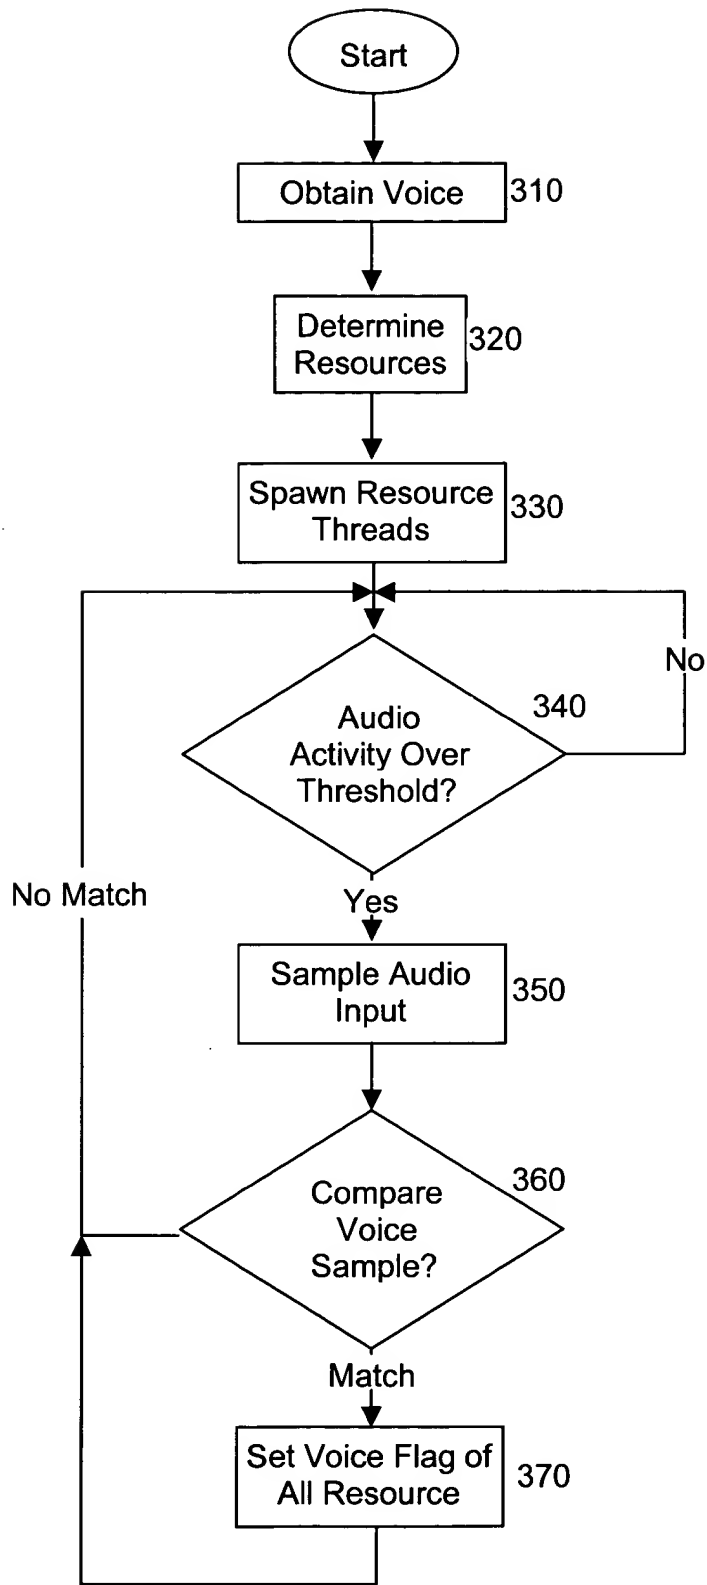 Start
Obtain Voice
310
Determine
Resources
320
Spawn Resource
Threads
330
No
340
Audio
Activity Over
Threshold?
No Match
Yes
Sample Audio
Input
350
360
Compare
Voice
Sample?
Match
Set Voice Flag of
All Resource
370